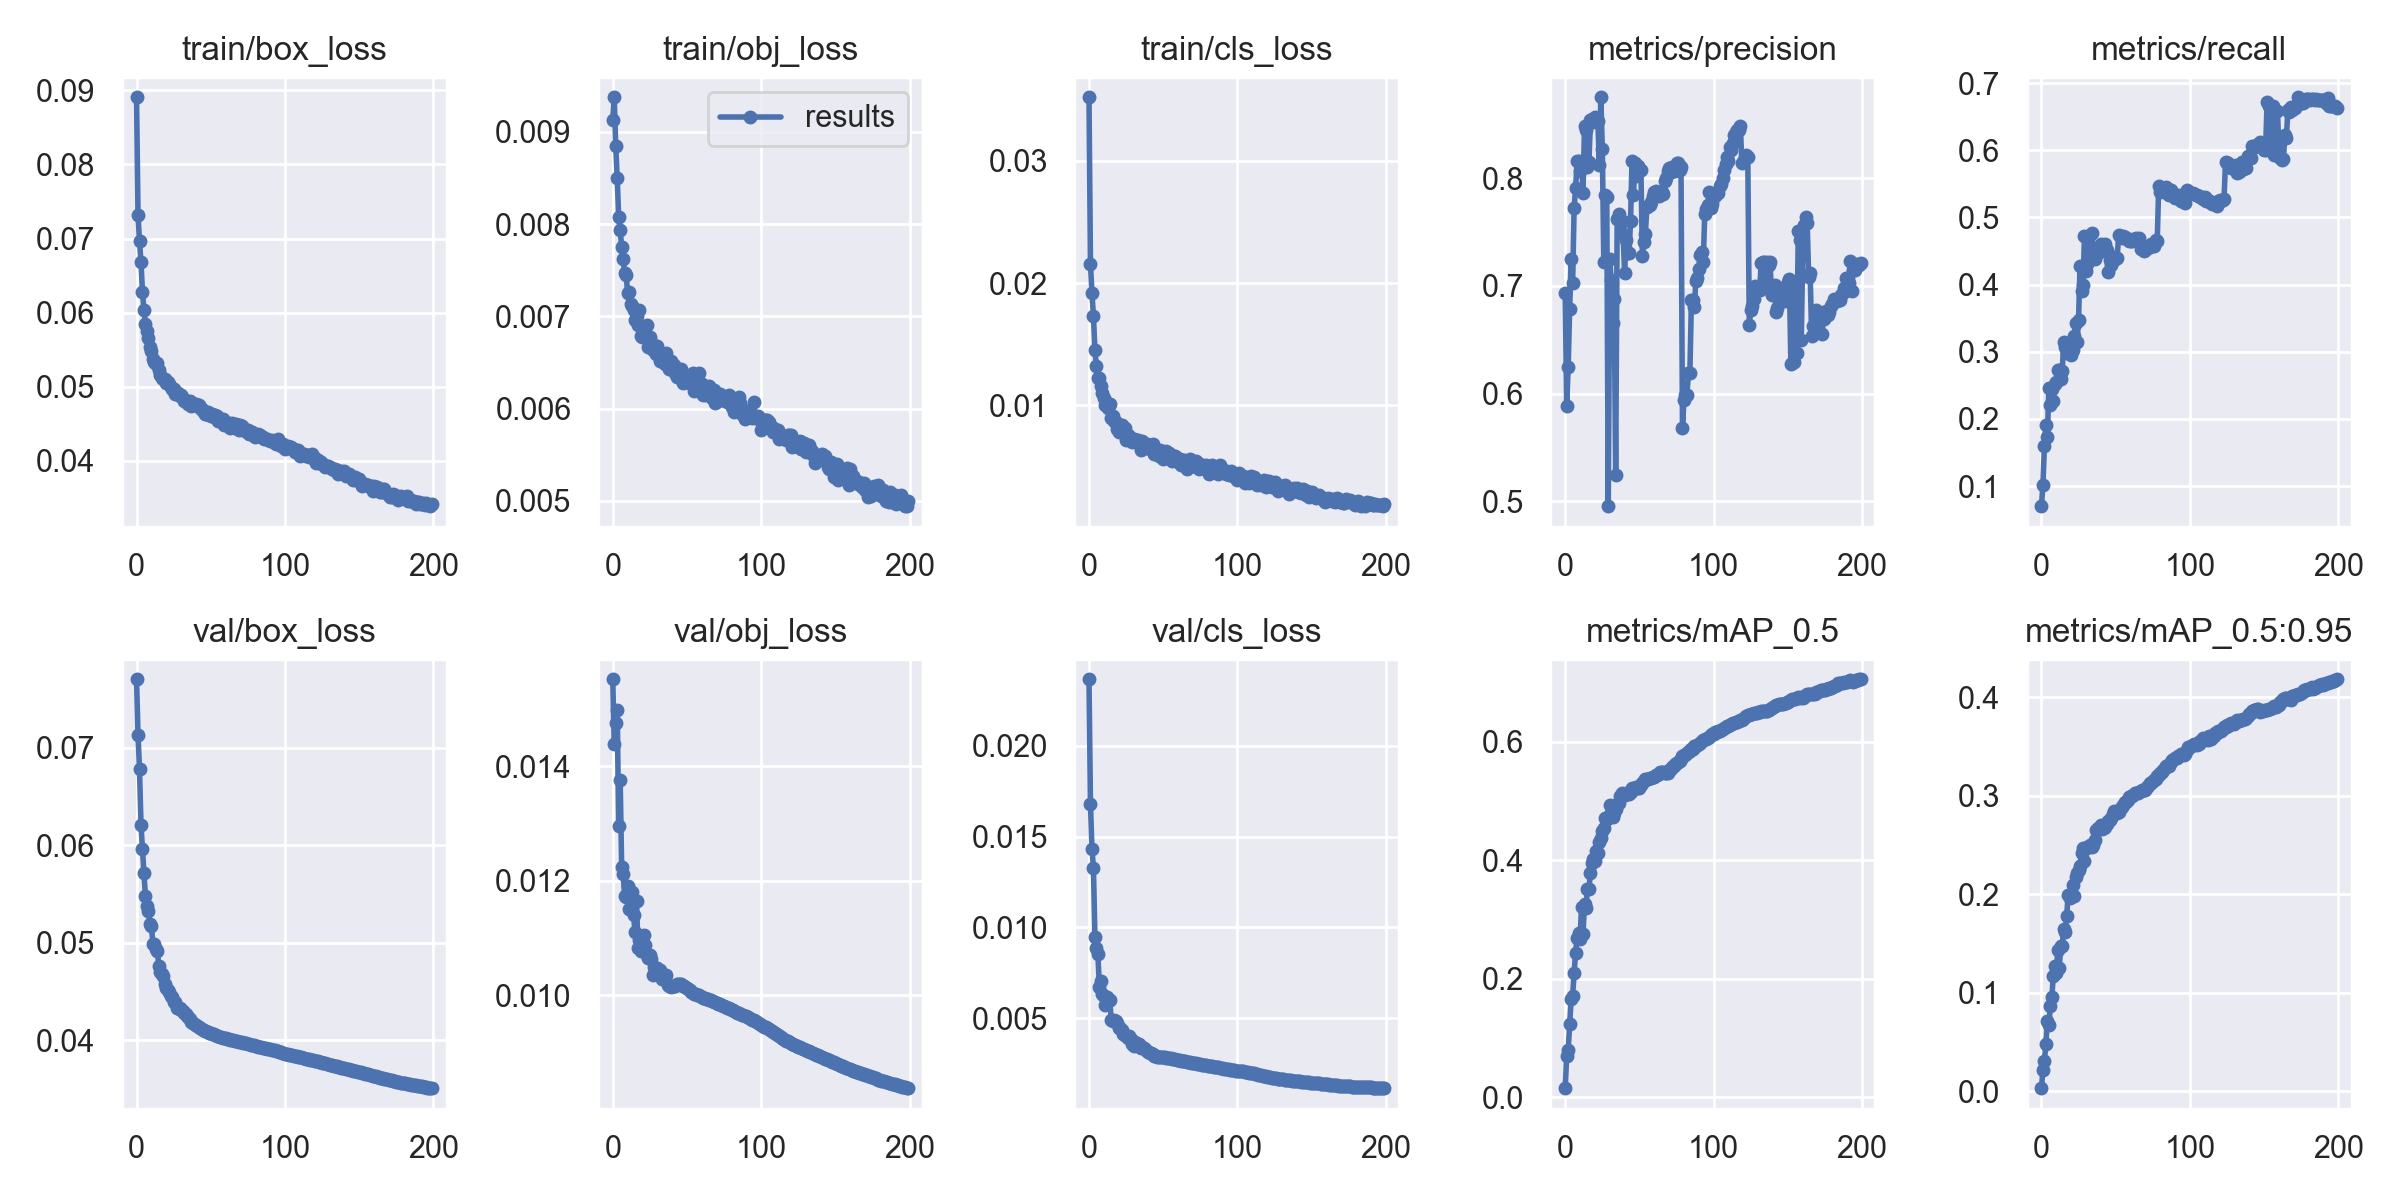 train/box_loss
train/obj_loss
train/cls_loss
metrics/precision
metrics/recall
0.09
0.08
0.07
0.06
0.05
0.04
0 100 200
results
0.009
0.008
0.007
0.006
0.005
0 100 200
0.03
0.02
0.01
0 100 200
0.8
0.7
0.6
0.5
0 100 200
0.7
0.6
0.5
0.4
0.3
0.2
0.1
0 100 200
val/box_loss
val/obj_loss
val/cls_loss
metrics/mAP_0.5
metrics/mAP_0.5:0.95
0.07
0.06
0.05
0.04
0 100 200
0.014
0.012
0.010
0 100 200
0.020
0.015
0.010
0.005
0 100 200
0.6
0.4
0.2
0.0
0 100 200
0.4
0.3
0.2
0.1
0.0
0 100 200